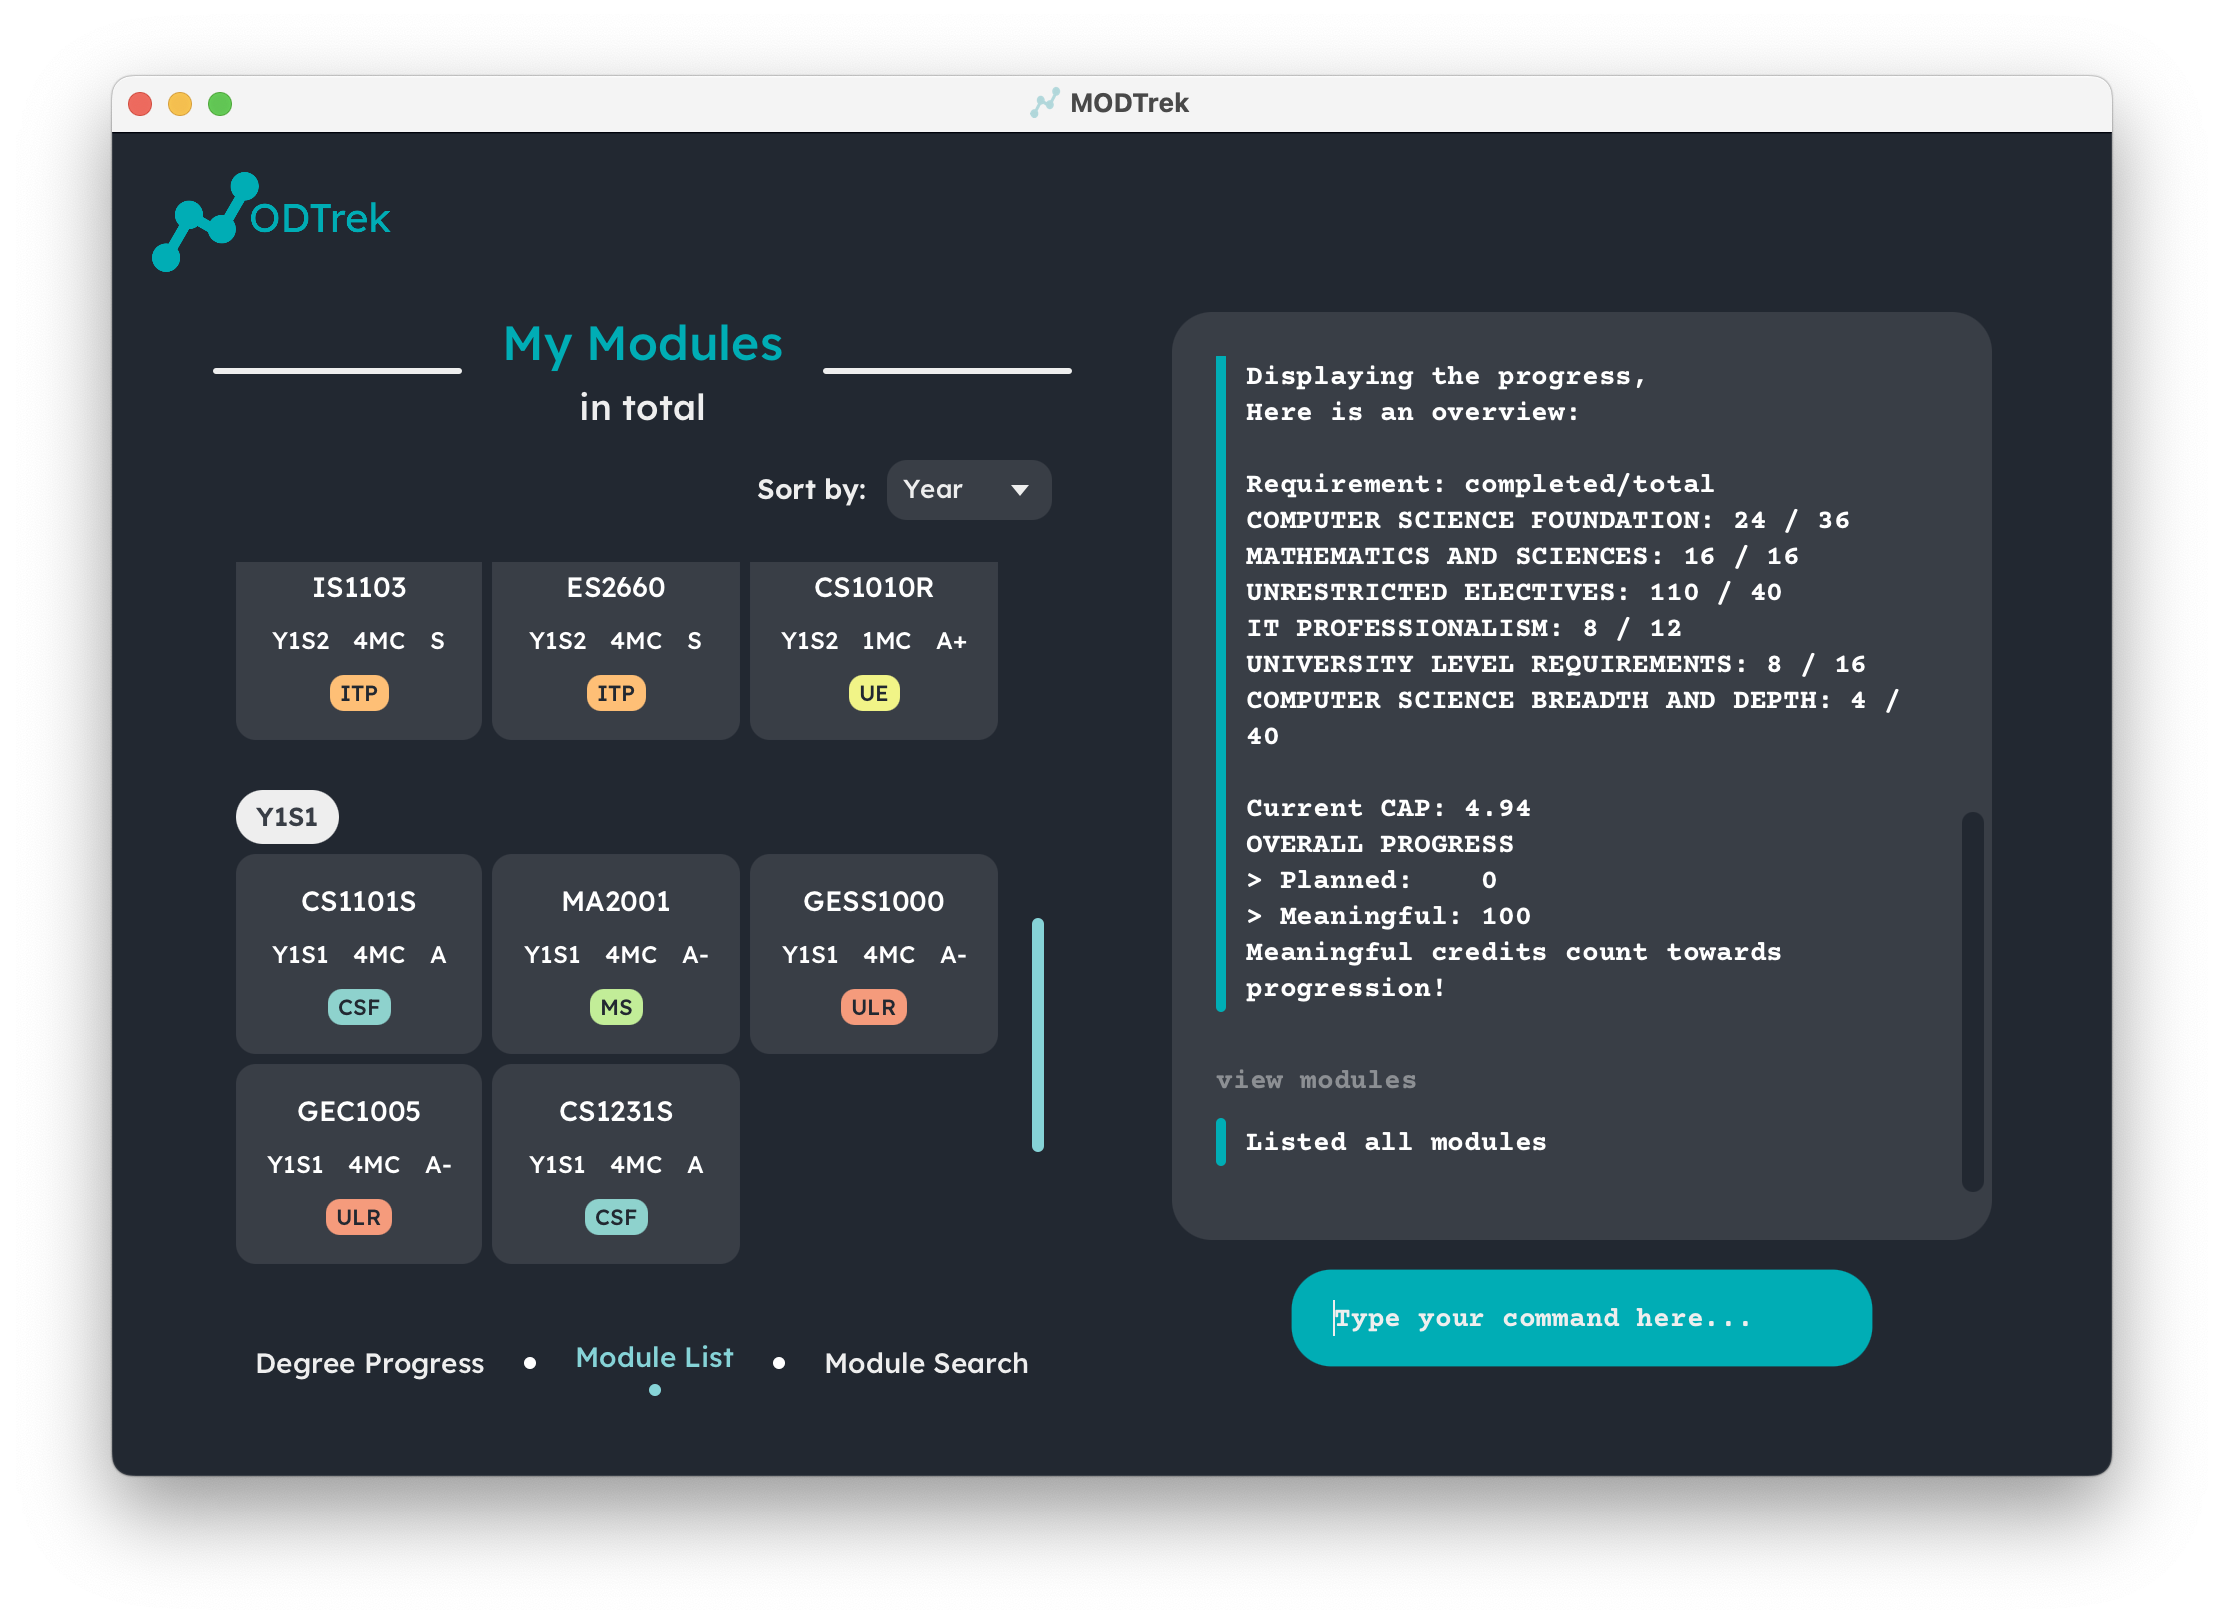 MODTrek
ODTrek
My Modules
in total
Sort by: Year
IS1103 ES2660 CS1010R
Y1S2 4MC S Y1S2 4MC S Y1S2 1MC A+
ITP ITP UE
Y1S1
CS1101S MA2001 GESS1000
Y1S1 4MC A Y1S1 4MC A- Y1S1 4MC A-
CSF MS ULR
GEC1005 CS1231S
Y1S1 4MC A- Y1S1 4MC A
ULR CSF
Degree Progress Module List Module Search
Displaying the progress,
Here is an overview:
Requirement: completed/total
COMPUTER SCIENCE FOUNDATION: 24 / 36
MATHEMATICS AND SCIENCES: 16 / 16
UNRESTRICTED ELECTIVES: 110 / 40
IT PROFESSIONALISM: 8 / 12
UNIVERSITY LEVEL REQUIREMENTS: 8 / 16
COMPUTER SCIENCE BREADTH AND DEPTH: 4 /
40
Current CAP: 4.94
OVERALL PROGRESS
> Planned: 0
> Meaningful: 100
Meaningful credits count towards
progression!
view modules
Listed all modules
Type your command here...